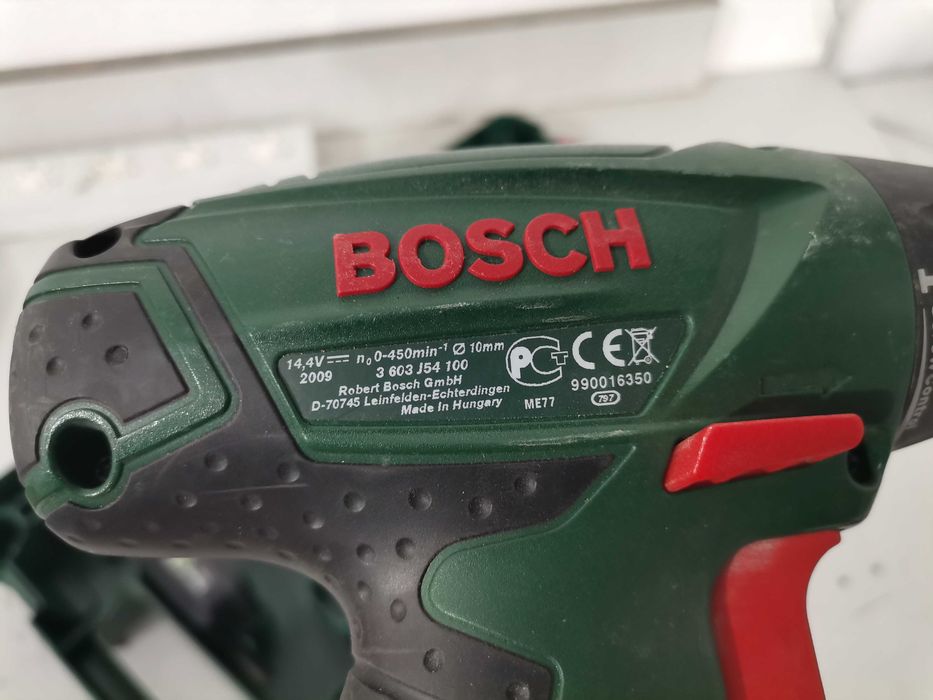 BOSCH
14,4V n₀ 0-450min⁻¹ Ø 10mm
2009 3 603 J54 100
Robert Bosch GmbH
D-70745 Leinfelden-Echterdingen
Made in Hungary ME77
PCT CE
990016350
797